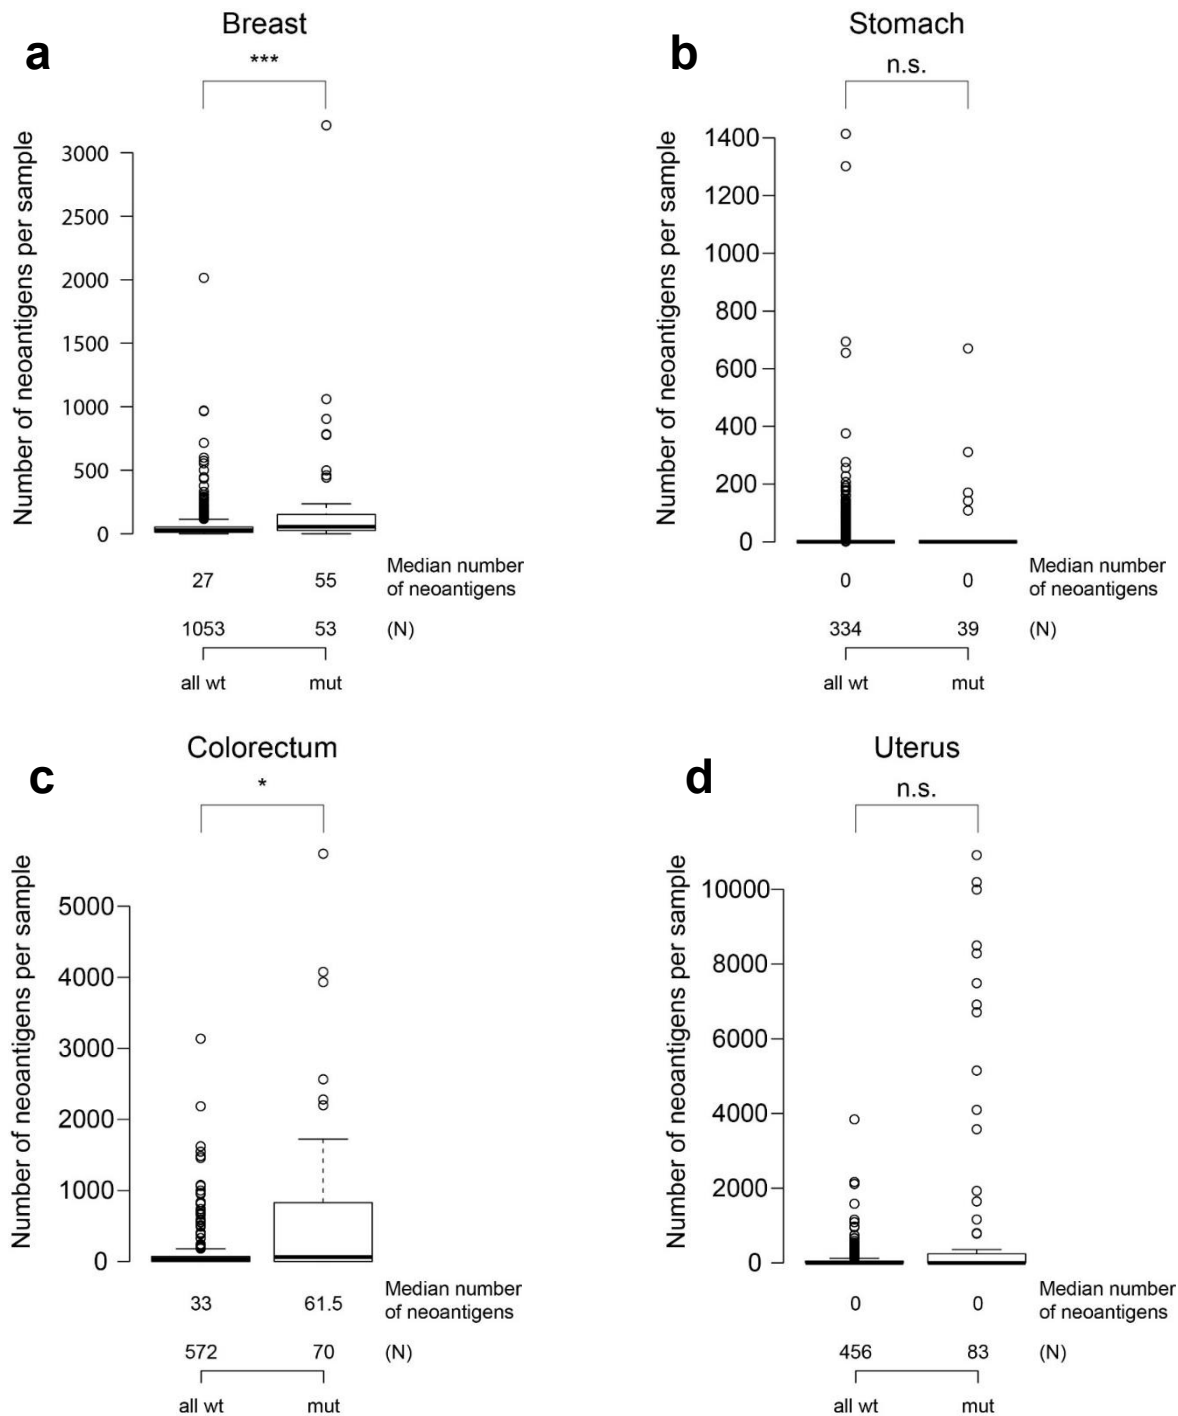 a
Breast
***
Number of neoantigens per sample
3000
2500
2000
1500
1000
500
0
27 55 Median number
of neoantigens
1053 53 (N)
all wt mut
b
Stomach
n.s.
Number of neoantigens per sample
1400
1200
1000
800
600
400
200
0
0 0 Median number
of neoantigens
334 39 (N)
all wt mut
c
Colorectum
*
Number of neoantigens per sample
5000
4000
3000
2000
1000
0
33 61.5 Median number
of neoantigens
572 70 (N)
all wt mut
d
Uterus
n.s.
Number of neoantigens per sample
10000
8000
6000
4000
2000
0
0 0 Median number
of neoantigens
456 83 (N)
all wt mut